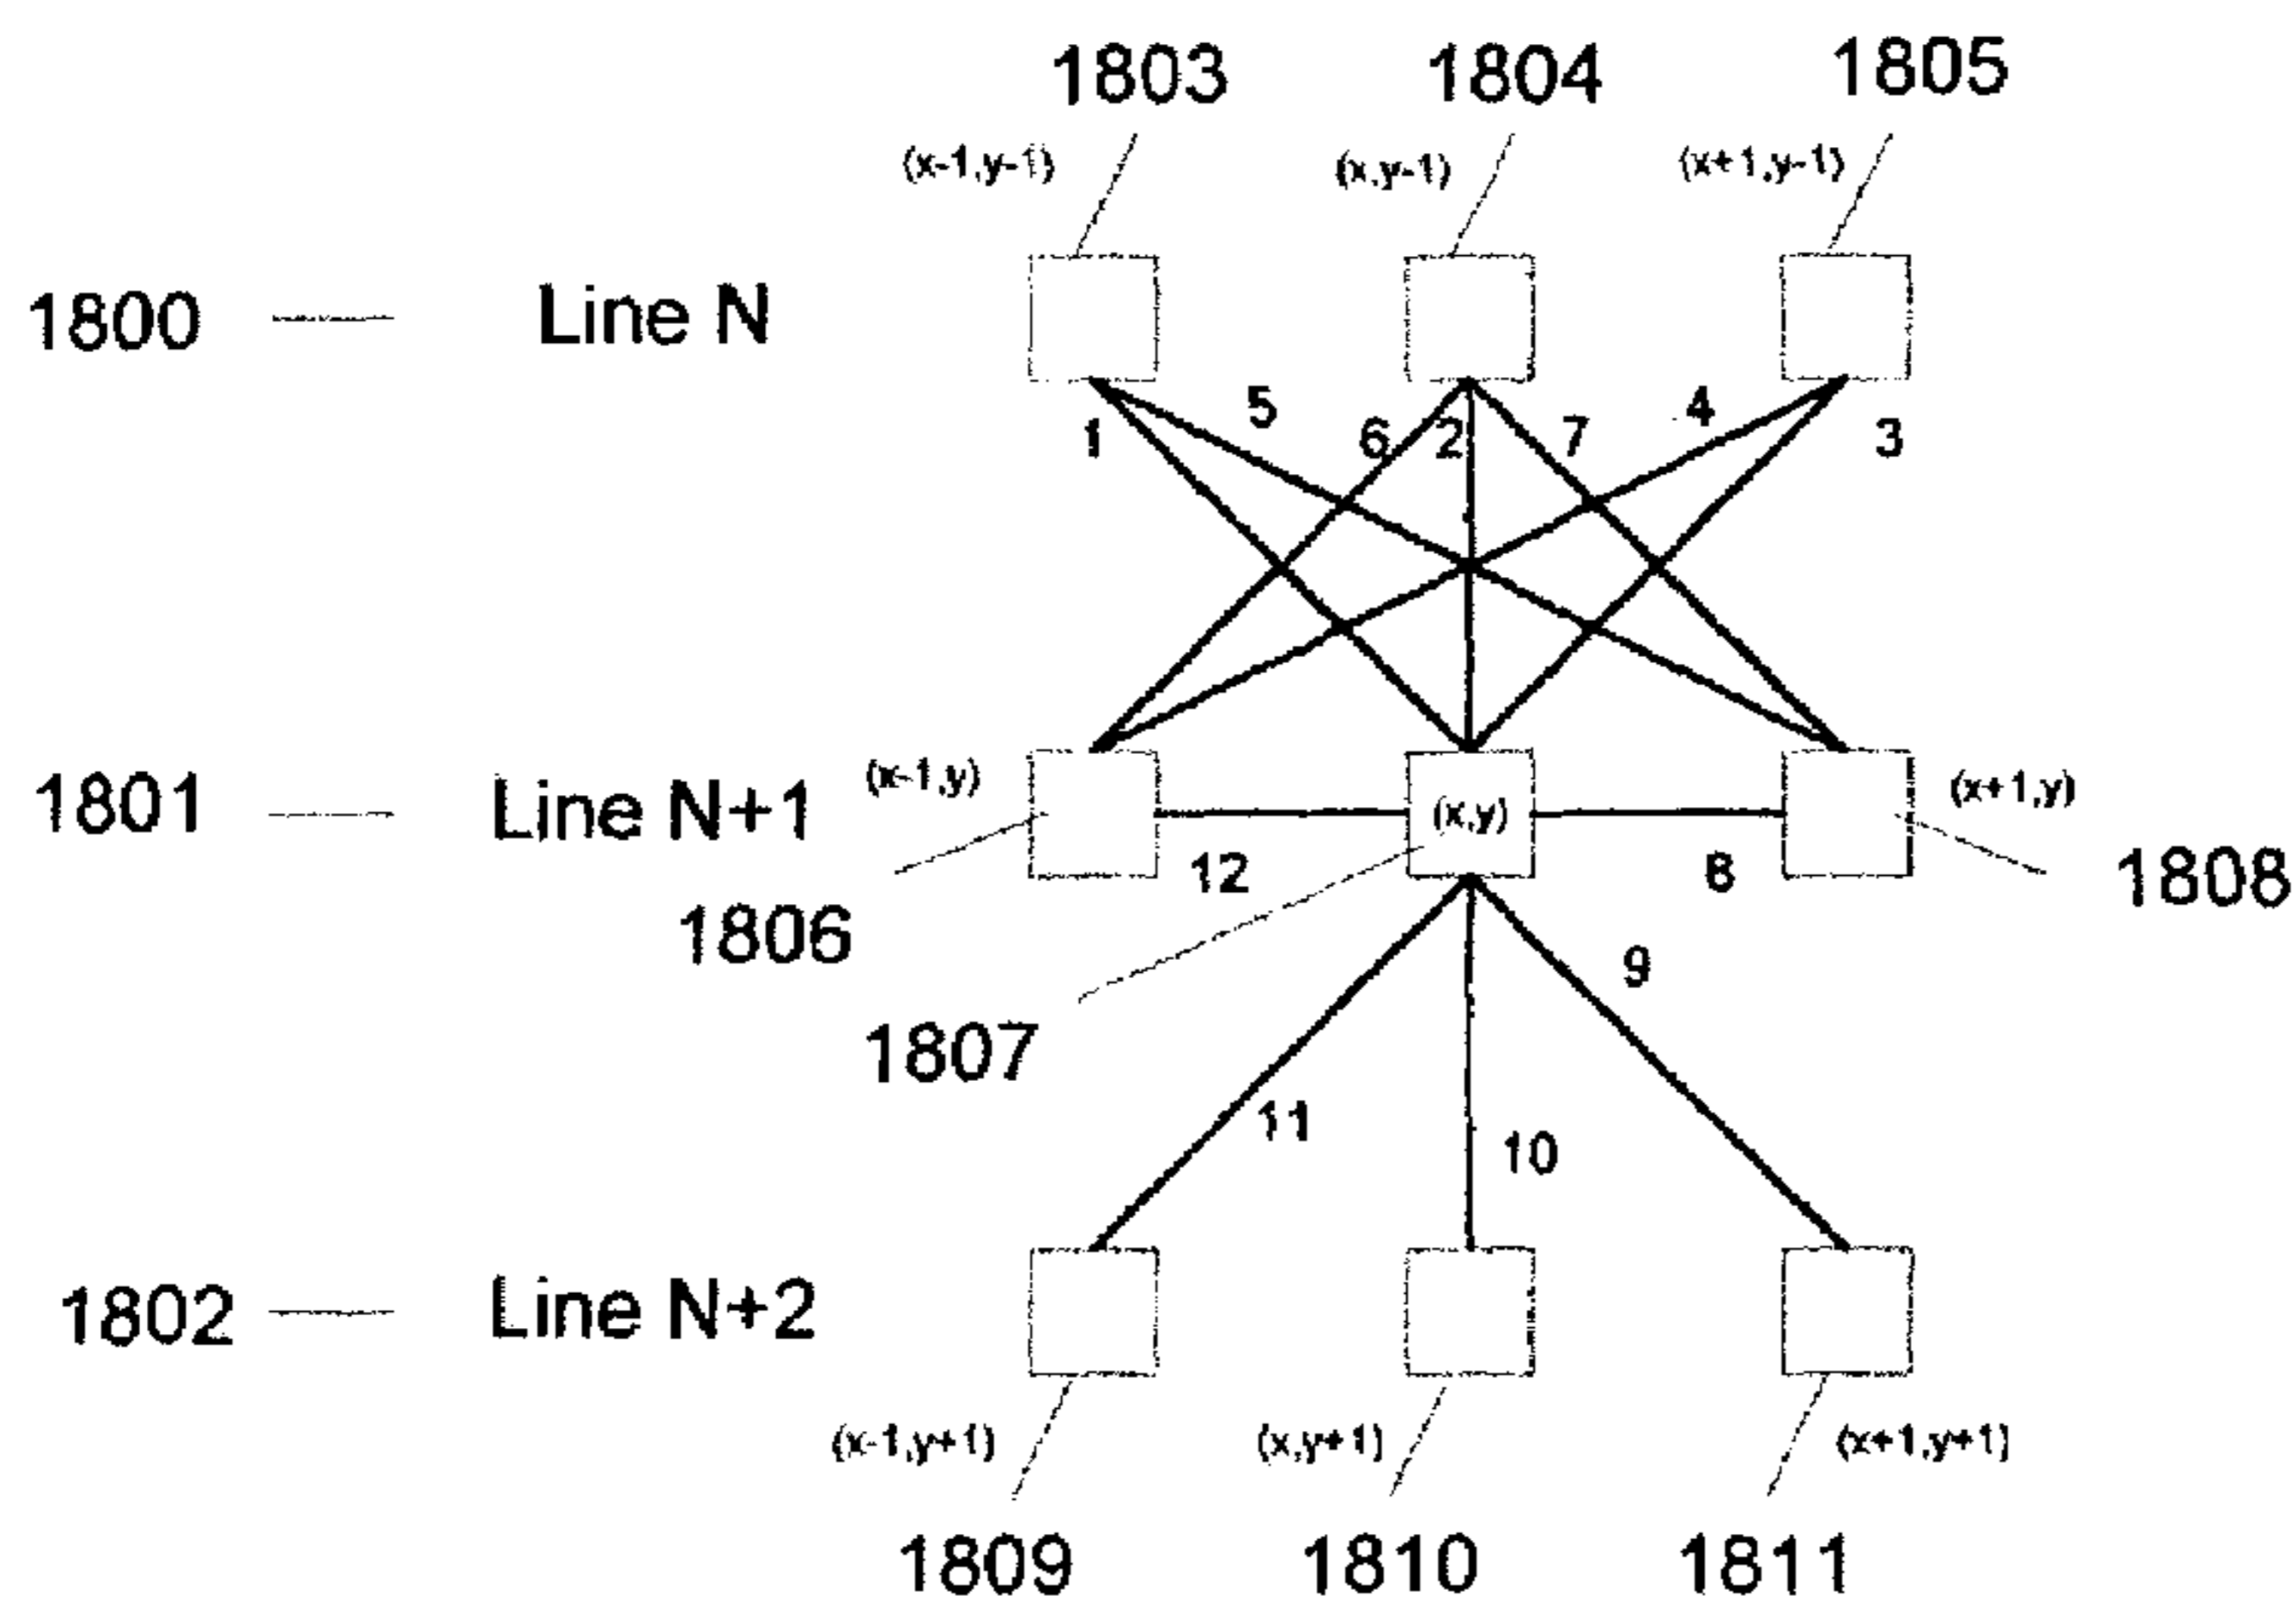 1803 1804 1805
(x-1,y-1) (x,y-1) (x+1,y-1)
1800 Line N
5 4
1 6 2 7 3
1801 Line N+1 (x-1,y) (x,y) (x+1,y)
12 8
1806 1808
9
1807
11 10
1802 Line N+2
(x-1,y+1) (x,y+1) (x+1,y+1)
1809 1810 1811